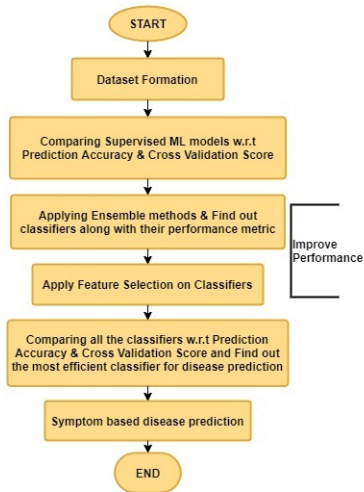 START
Dataset Formation
Comparing Supervised ML models w.r.t
Prediction Accuracy & Cross Validation Score
Applying Ensemble methods & Find out
classifiers along with their performance metric
Improve
Performance
Apply Feature Selection on Classifiers
Comparing all the classifiers w.r.t Prediction
Accuracy & Cross Validation Score and Find out
the most efficient classifier for disease prediction
Symptom based disease prediction
END